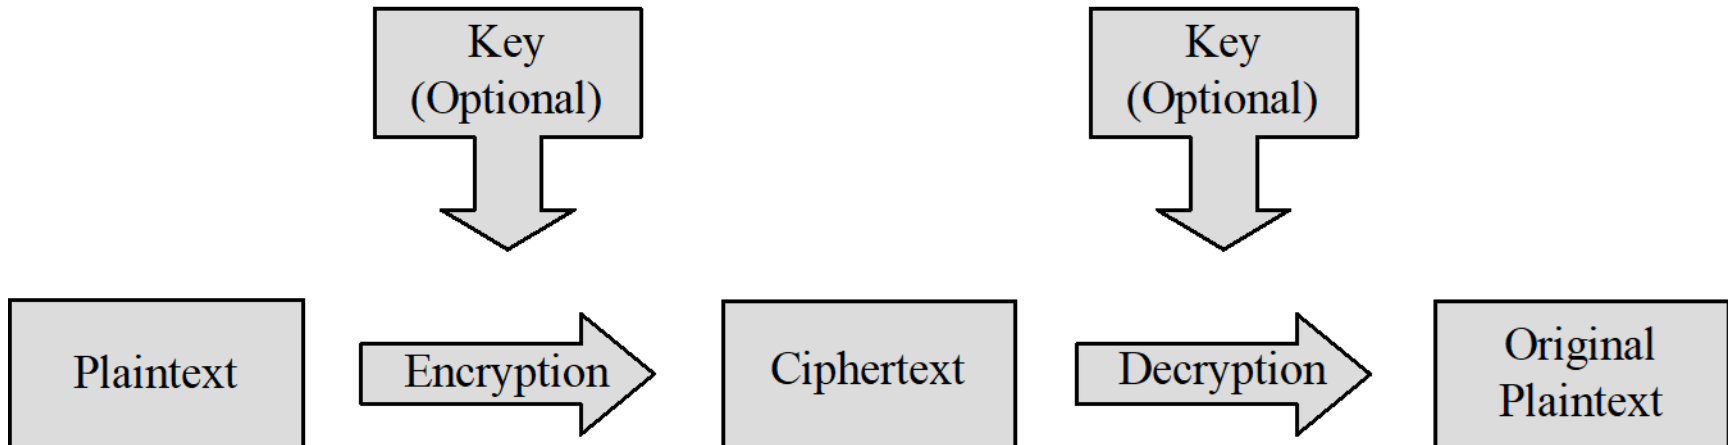 Key
(Optional)
Key
(Optional)
Plaintext
Encryption
Ciphertext
Decryption
Original
Plaintext